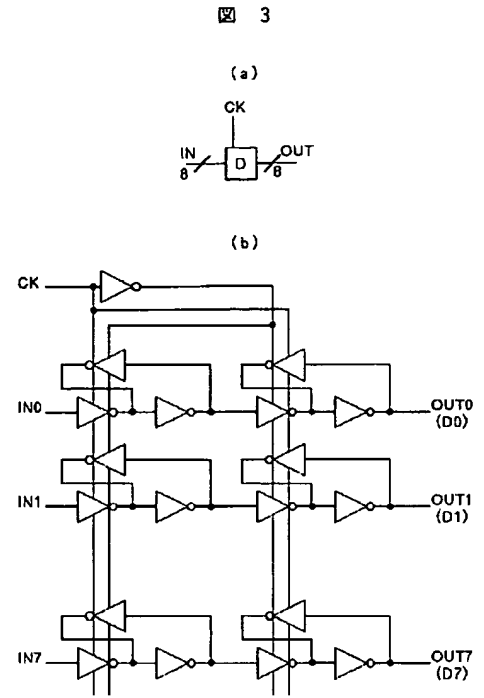 図 3
(a)
CK
IN
8
D
OUT
8
(b)
CK
IN0
OUT0
(D0)
IN1
OUT1
(D1)
IN7
OUT7
(D7)